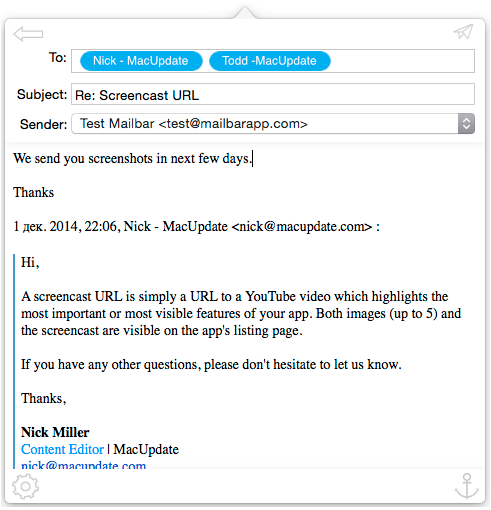 To: Nick - MacUpdate Todd -MacUpdate
Subject: Re: Screencast URL
Sender: Test Mailbar <test@mailbarapp.com>
We send you screenshots in next few days.
Thanks
1 дек. 2014, 22:06, Nick - MacUpdate <nick@macupdate.com> :
Hi,
A screencast URL is simply a URL to a YouTube video which highlights the
most important or most visible features of your app. Both images (up to 5) and
the screencast are visible on the app's listing page.
If you have any other questions, please don't hesitate to let us know.
Thanks,
Nick Miller
Content Editor | MacUpdate
nick@macupdate.com